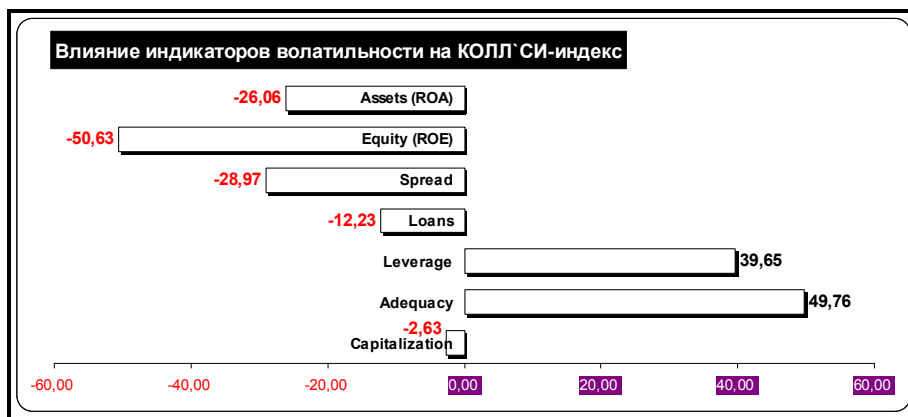 Влияние индикаторов волатильности на КОЛЛ`СИ-индекс
-26,06 Assets (ROA)
-50,63 Equity (ROE)
-28,97 Spread
-12,23 Loans
Leverage 39,65
Adequacy 49,76
-2,63
Capitalization
-60,00 -40,00 -20,00 0,00 20,00 40,00 60,00